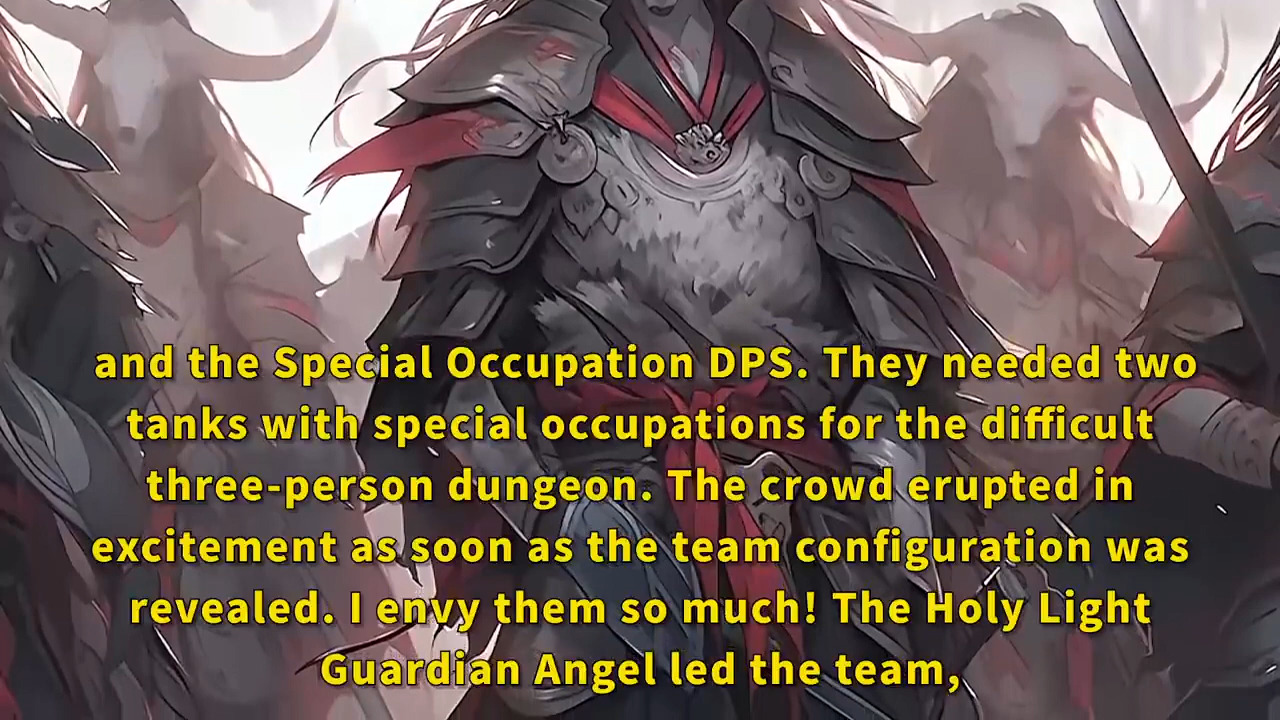 and the Special Occupation DPS. They needed two
tanks with special occupations for the difficult
three-person dungeon. The crowd erupted in
excitement as soon as the team configuration was
revealed. I envy them so much! The Holy Light
Guardian Angel led the team,